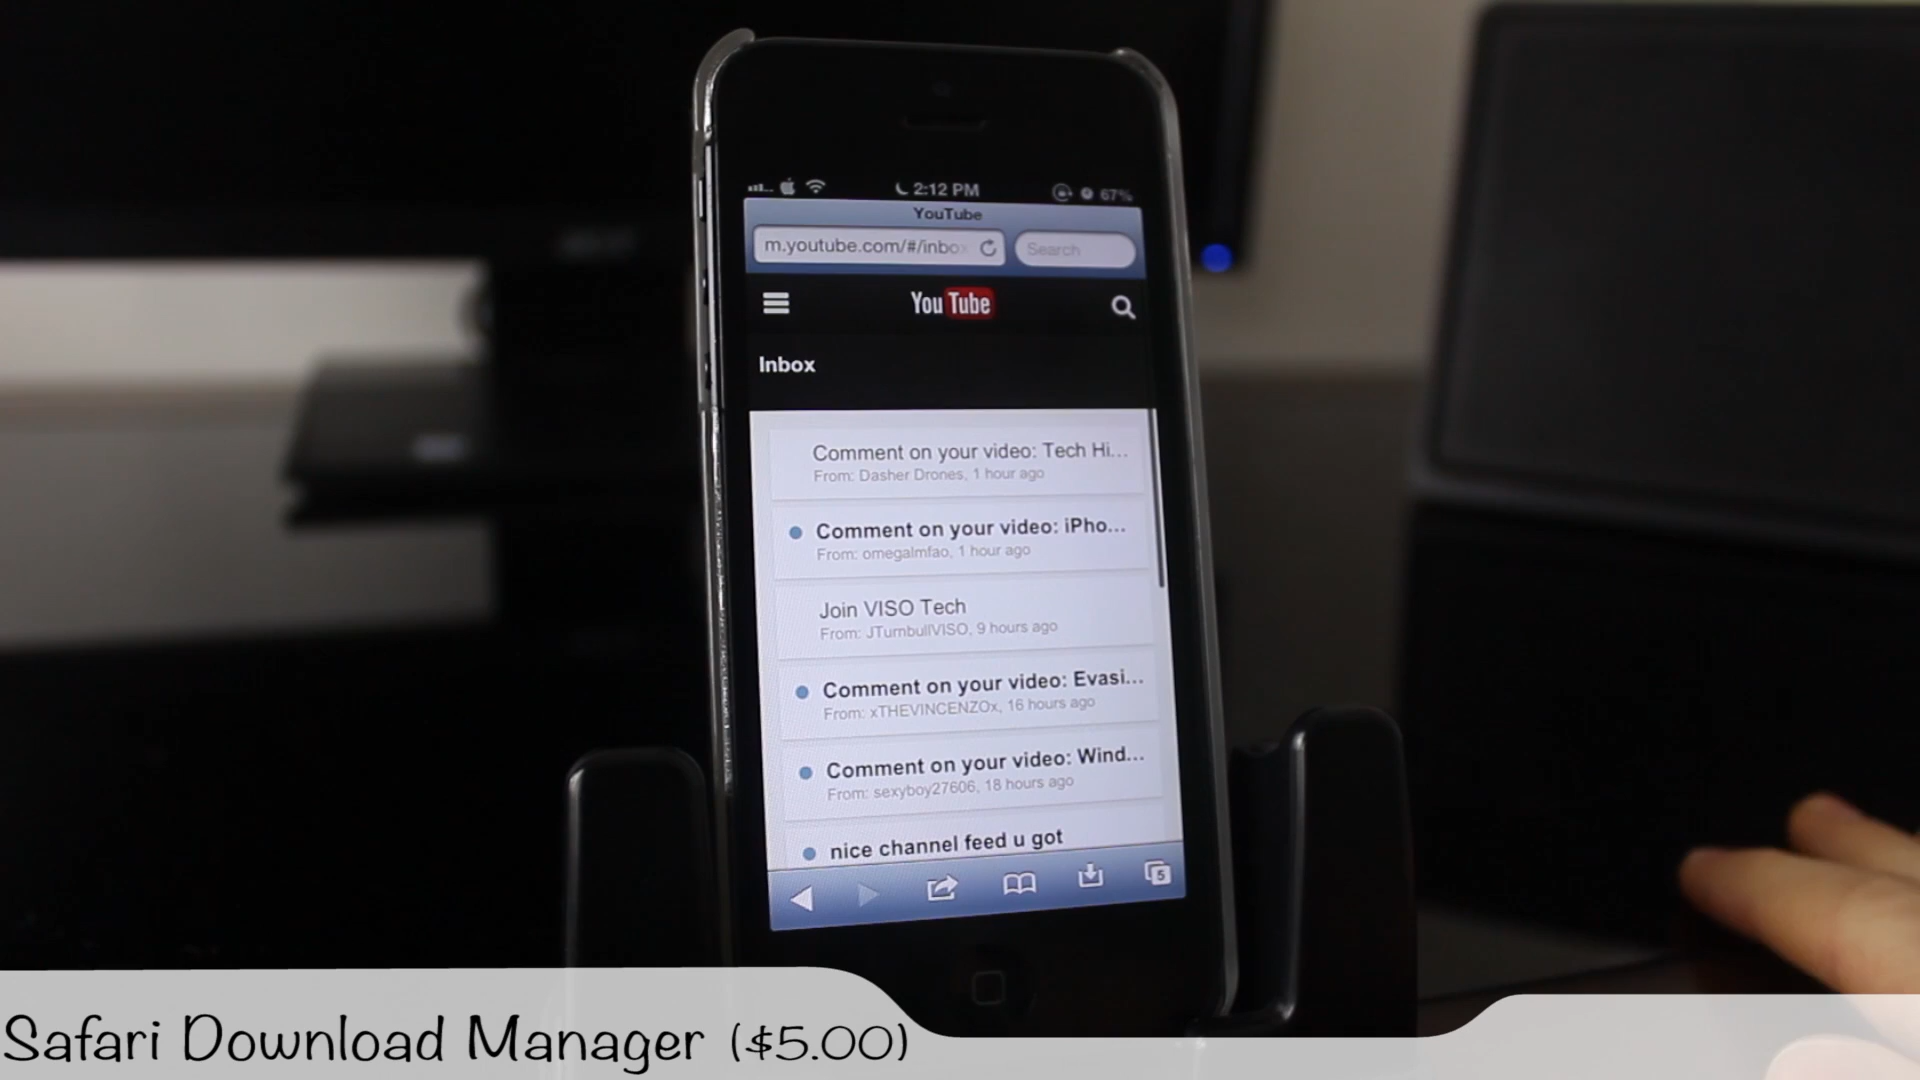 2:12 PM
67%
YouTube
m.youtube.com/#/inbo
Search
YouTube
Inbox
Comment on your video: Tech Hi...
From: Dasher Drones, 1 hour ago
Comment on your video: iPho...
From: omegalmfao, 1 hour ago
Join VISO Tech
From: JTurnbullVISO, 9 hours ago
Comment on your video: Evasi...
From: xTHEVINCENZOx, 16 hours ago
Comment on your video: Wind...
From: sexyboy27606, 18 hours ago
nice channel feed u got
5
Safari Download Manager ($5.00)